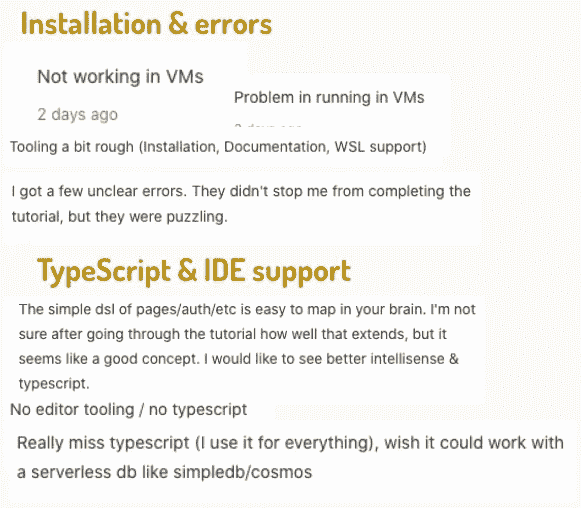 Installation & errors
Not working in VMs
2 days ago
Problem in running in VMs
Tooling a bit rough (Installation, Documentation, WSL support)
I got a few unclear errors. They didn't stop me from completing the
tutorial, but they were puzzling.
TypeScript & IDE support
The simple dsl of pages/auth/etc is easy to map in your brain. I'm not
sure after going through the tutorial how well that extends, but it
seems like a good concept. I would like to see better intellisense &
typescript.
No editor tooling / no typescript
Really miss typescript (I use it for everything), wish it could work with
a serverless db like simpledb/cosmos